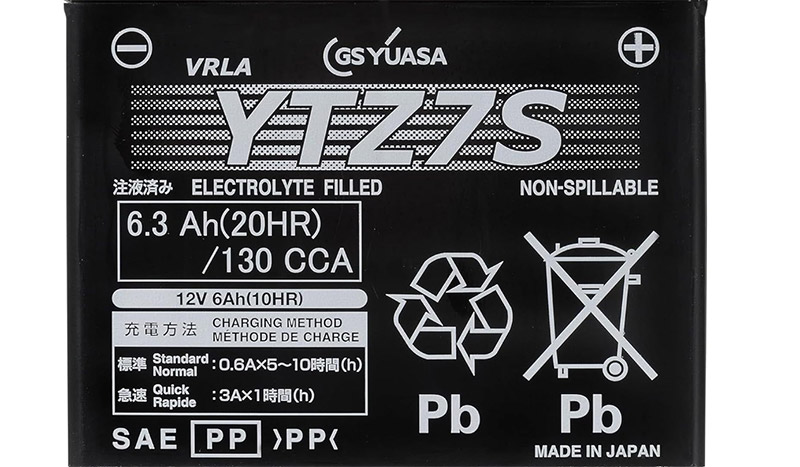 GS YUASA
VRLA
YTZ7S
注液済み ELECTROLYTE FILLED NON-SPILLABLE
6.3 Ah(20HR)
/130 CCA
12V 6Ah(10HR)
充電方法 CHARGING METHOD
MÉTHODE DE CHARGE
標準 Standard Normal : 0.6A×5～10時間(h)
急速 Quick Rapide : 3A×1時間(h)
Pb Pb
SAE PP >PP<
MADE IN JAPAN